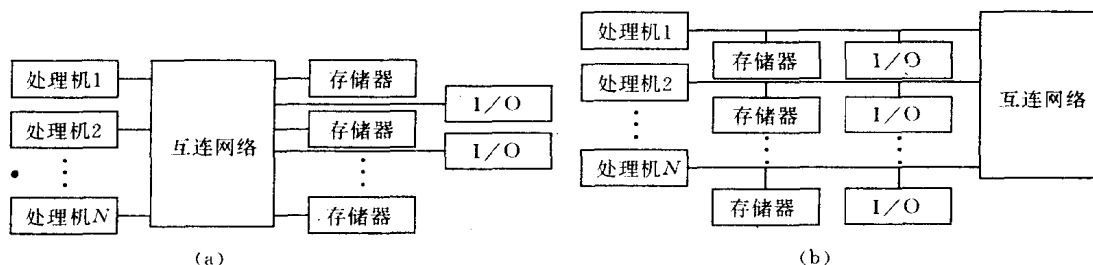 处理机1
存储器
I/O
处理机2
存储器
I/O
⋮
互连网络
⋮
处理机N
存储器
(a)
处理机1
存储器
I/O
处理机2
存储器
I/O
⋮
⋮
⋮
处理机N
存储器
I/O
互连网络
(b)